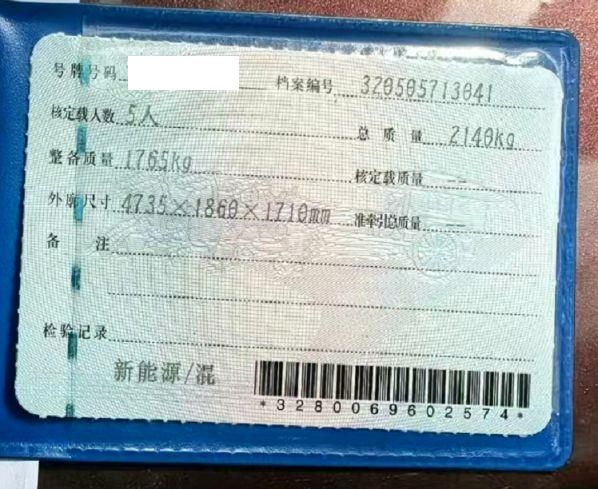 号牌号码 档案编号 320505713041
核定载人数 5人 总质量 2140kg
整备质量 1765kg 核定载质量 --
外廓尺寸 4735×1860×1710mm 准牵引总质量 --
备注
检验记录
新能源/混
*3280069602574*